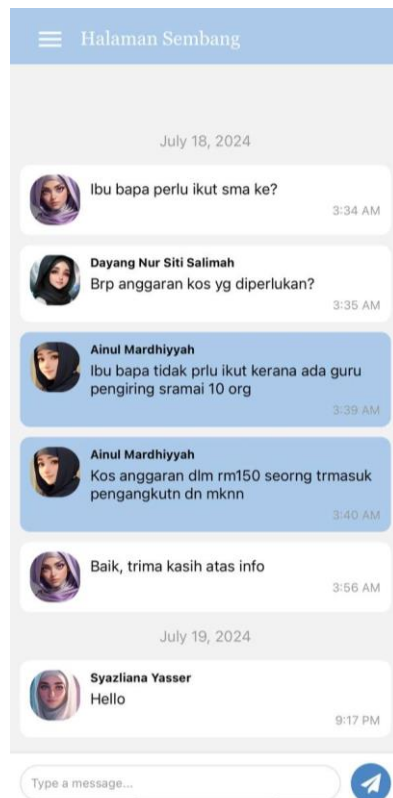 Halaman Sembang
July 18, 2024
Ibu bapa perlu ikut sma ke?
3:34 AM
Dayang Nur Siti Salimah
Brp anggaran kos yg diperlukan?
3:35 AM
Ainul Mardhiyyah
Ibu bapa tidak prlu ikut kerana ada guru
pengiring sramai 10 org
3:39 AM
Ainul Mardhiyyah
Kos anggaran dlm rm150 seorng trmasuk
pengangkutn dn mknn
3:40 AM
Baik, trima kasih atas info
3:56 AM
July 19, 2024
Syazliana Yasser
Hello
9:17 PM
Type a message...